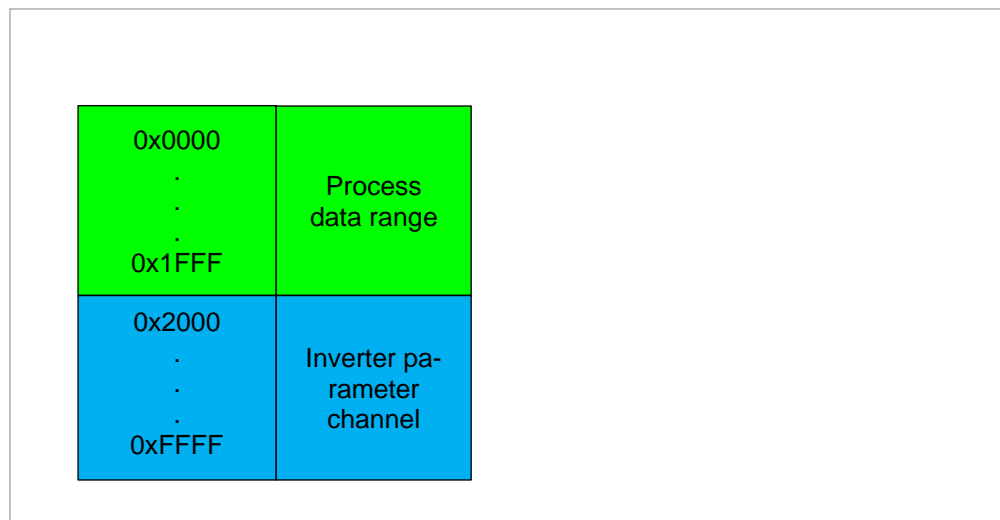 0x0000
.
.
.
0x1FFF
Process
data range
0x2000
.
.
.
0xFFFF
Inverter pa-
rameter
channel